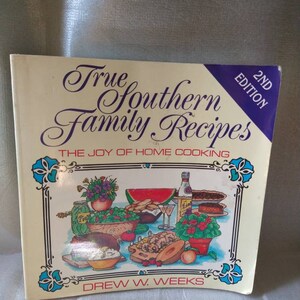 True
Southern
Family Recipes
2ND
EDITION
THE JOY OF HOME COOKING
DREW W. WEEKS